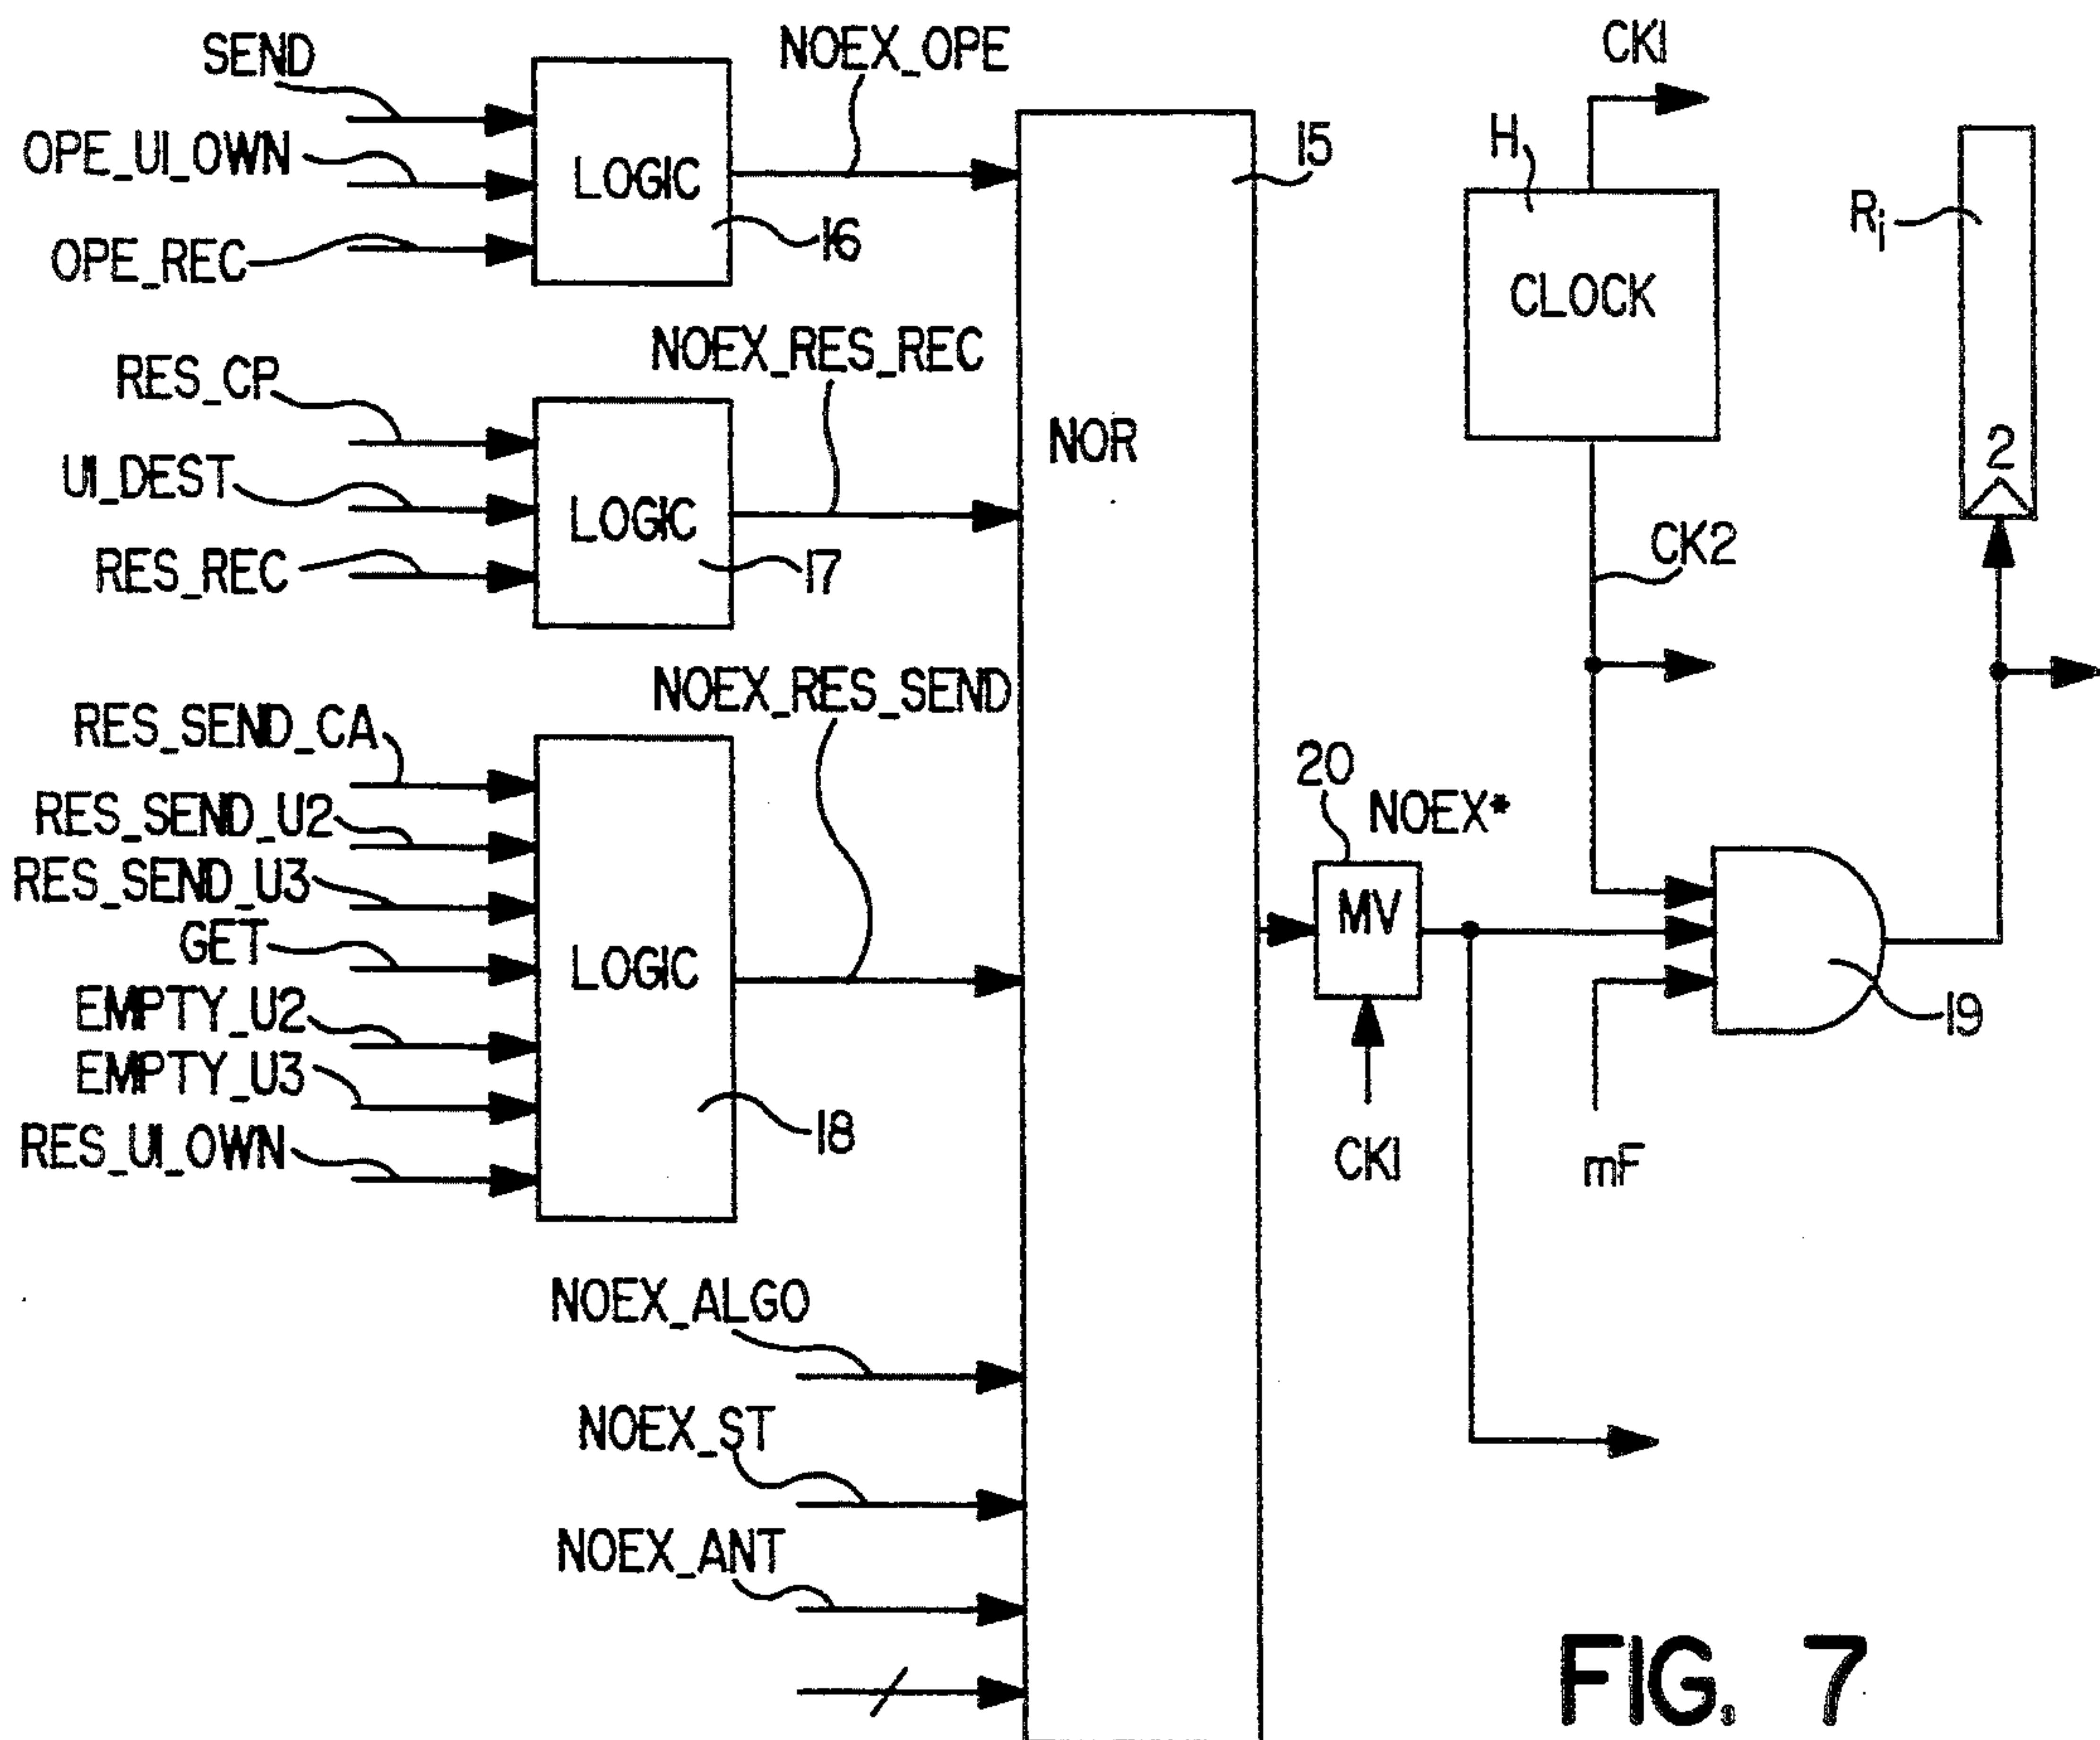 SEND
OPE_U1_OWN
OPE_REC
LOGIC
16
NOEX_OPE
RES_CP
U1_DEST
RES_REC
LOGIC
17
NOEX_RES_REC
RES_SEND_CA
RES_SEND_U2
RES_SEND_U3
GET
EMPTY_U2
EMPTY_U3
RES_U1_OWN
LOGIC
18
NOEX_RES_SEND
NOEX_ALGO
NOEX_ST
NOEX_ANT
NOR
15
20
NOEX*
MV
CK1
CK1
H
CLOCK
CK2
mF
19
Ri
2
FIG. 7